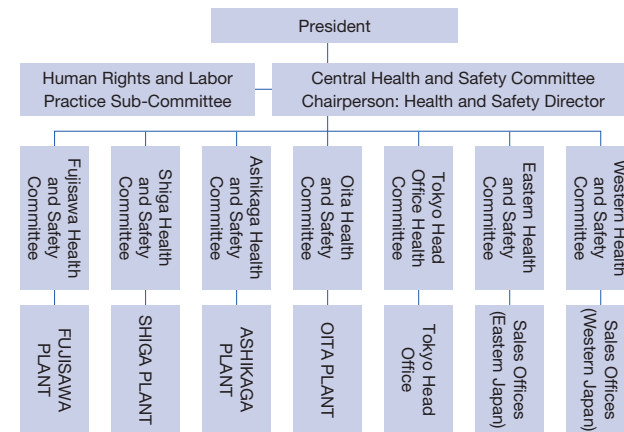 President
Human Rights and Labor
Practice Sub-Committee
Central Health and Safety Committee
Chairperson: Health and Safety Director
Fujisawa Health
and Safety
Committee
Shiga Health
and Safety
Committee
Ashikaga Health
and Safety
Committee
Oita Health
and Safety
Committee
Tokyo Head
Office Health
Committee
Eastern Health
and Safety
Committee
Western Health
and Safety
Committee
FUJISAWA
PLANT
SHIGA PLANT
ASHIKAGA
PLANT
OITA PLANT
Tokyo Head
Office
Sales Offices
(Eastern Japan)
Sales Offices
(Western Japan)